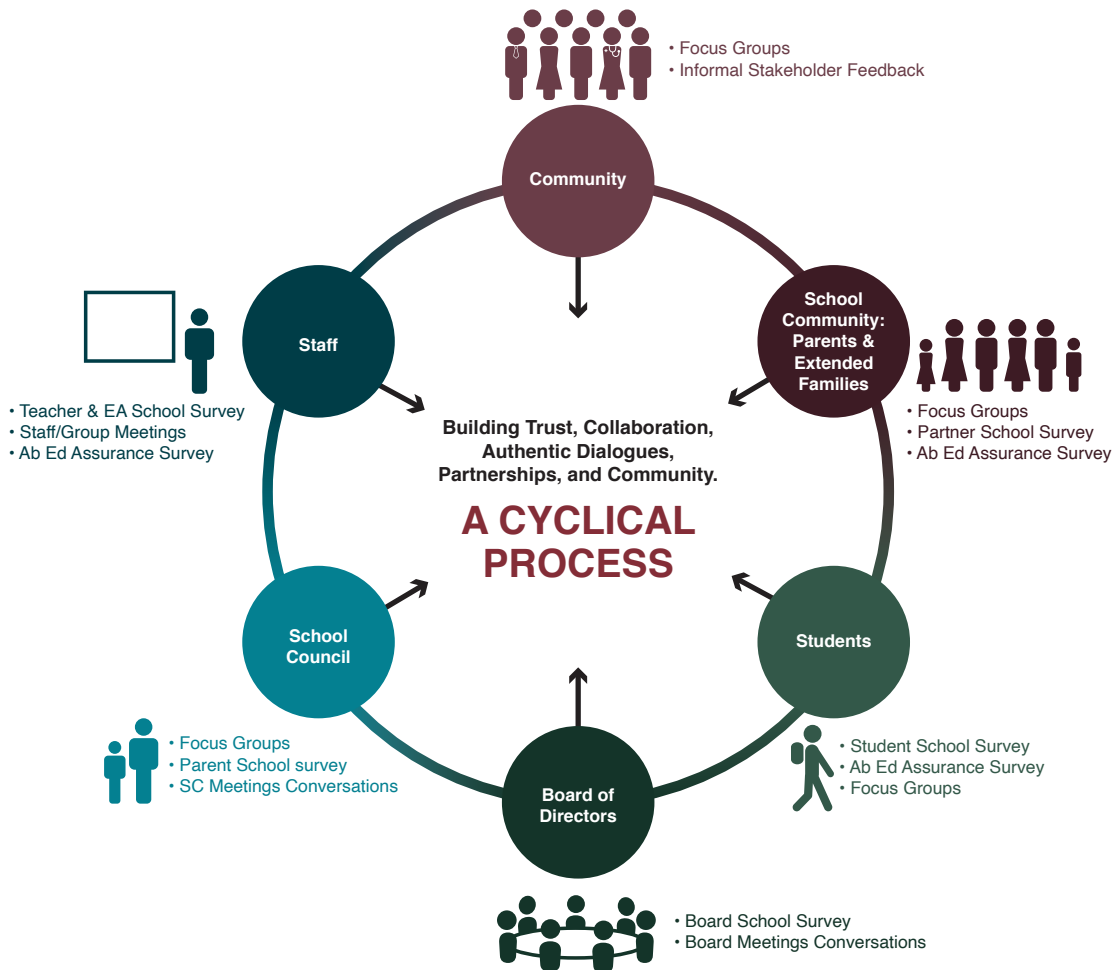 • Focus Groups
• Informal Stakeholder Feedback
Community
School
Community:
Parents &
Extended
Families
• Focus Groups
• Partner School Survey
• Ab Ed Assurance Survey
Staff
• Teacher & EA School Survey
• Staff/Group Meetings
• Ab Ed Assurance Survey
Building Trust, Collaboration,
Authentic Dialogues,
Partnerships, and Community.
A CYCLICAL
PROCESS
School
Council
• Focus Groups
• Parent School survey
• SC Meetings Conversations
Students
• Student School Survey
• Ab Ed Assurance Survey
• Focus Groups
Board of
Directors
• Board School Survey
• Board Meetings Conversations